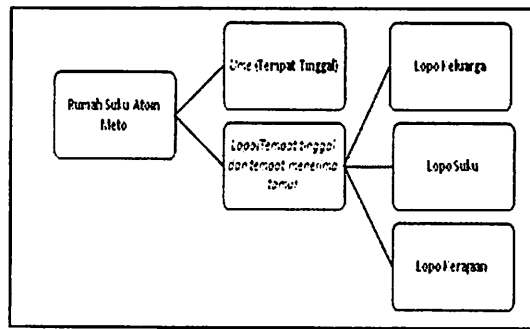 Rumah Suku Atoin
Meto
Ume (Tempat Tinggal)
Lopo (Tempat tinggal
dan tempat menerima
tamu)
Lopo Keluarga
Lopo Suku
Lopo Kerajaan